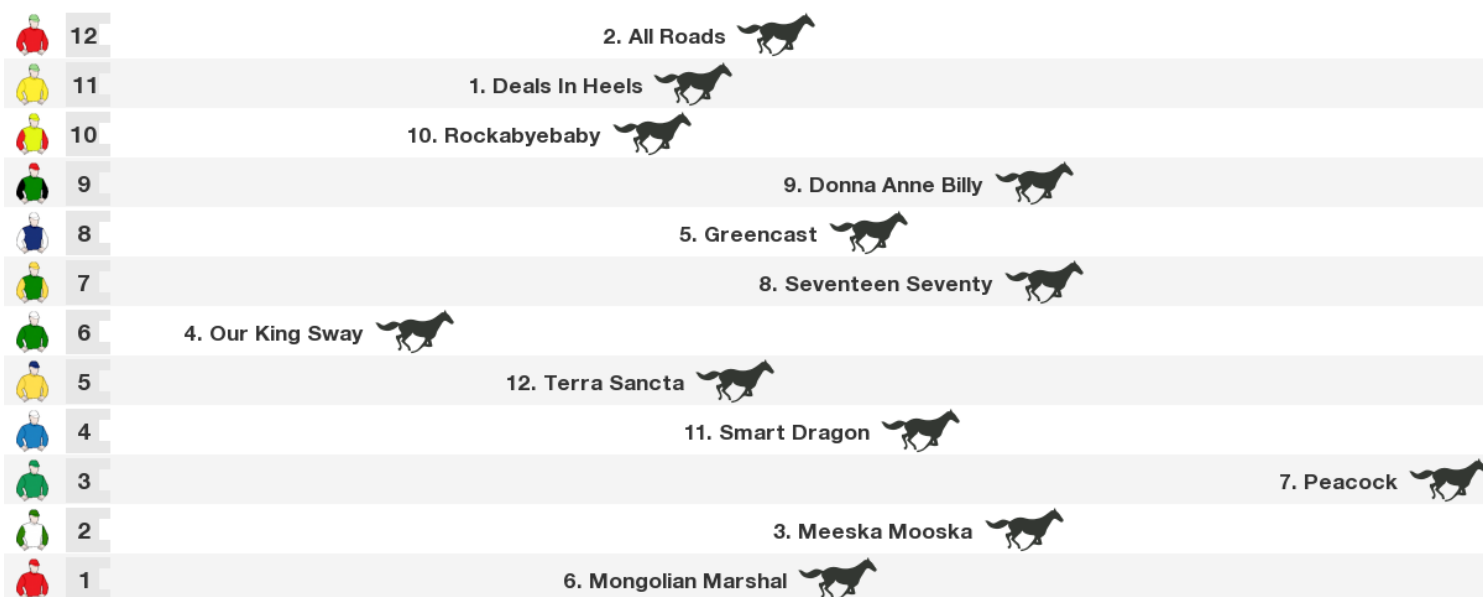 12 2. All Roads
11 1. Deals In Heels
10 10. Rockabyebaby
9 9. Donna Anne Billy
8 5. Greencast
7 8. Seventeen Seventy
6 4. Our King Sway
5 12. Terra Sancta
4 11. Smart Dragon
3 7. Peacock
2 3. Meeska Mooska
1 6. Mongolian Marshal